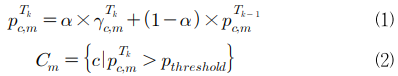 p_{c,m}^{T_k} = α × γ_{c,m}^{T_k} + (1-α) × p_{c,m}^{T_{k-1}} (1)
C_m = {c | p_{c,m}^{T_k} > p_{threshold}} (2)